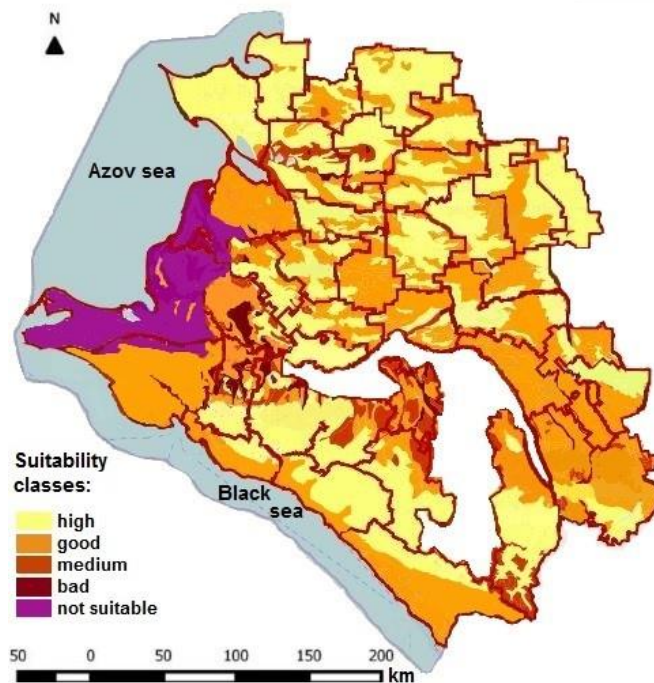 N
Azov sea
Black
sea
Suitability
classes:
high
good
medium
bad
not suitable
50 0 50 100 150 200
km